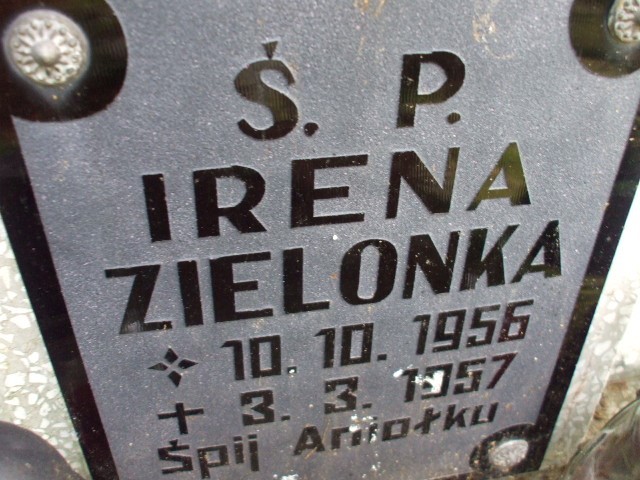 Ś. P.
IRENA
ZIELONKA
10.10.1956
+ 3.3.1957
Śpij Aniołku